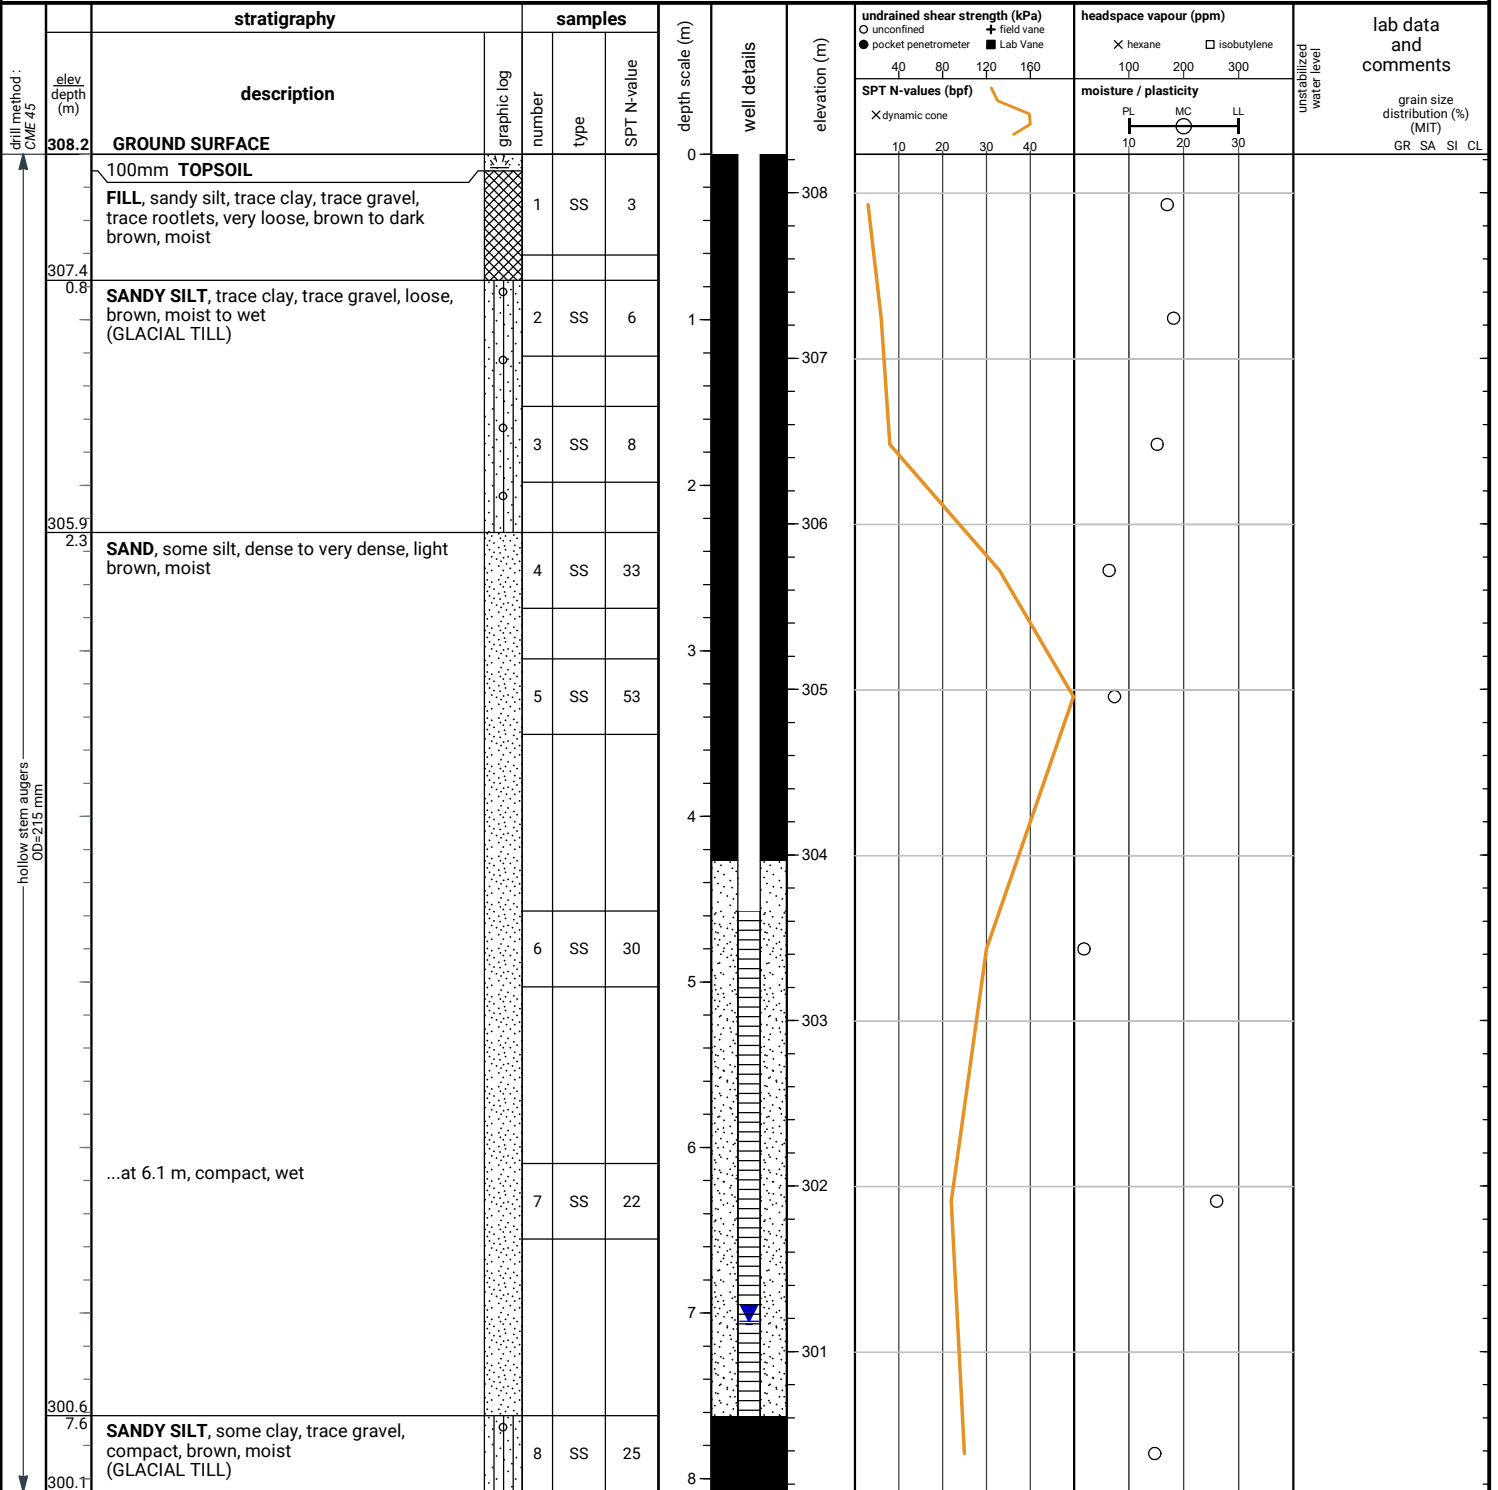 drill method :
CME 45
stratigraphy
samples
elev
depth
(m)
description
graphic log
number
type
SPT N-value
depth scale (m)
well details
elevation (m)
undrained shear strength (kPa)
unconfined
field vane
pocket penetrometer
Lab Vane
40 80 120 160
SPT N-values (bpf)
dynamic cone
10 20 30 40
headspace vapour (ppm)
hexane
isobutylene
100 200 300
moisture / plasticity
PL MC LL
10 20 30
unstabilized
water level
lab data
and
comments
grain size
distribution (%)
(MIT)
GR SA SI CL
308.2 GROUND SURFACE
100mm TOPSOIL
FILL, sandy silt, trace clay, trace gravel,
trace rootlets, very loose, brown to dark
brown, moist
1 SS 3
307.4
0.8
SANDY SILT, trace clay, trace gravel, loose,
brown, moist to wet
(GLACIAL TILL)
2 SS 6
3 SS 8
305.9
2.3
SAND, some silt, dense to very dense, light
brown, moist
4 SS 33
5 SS 53
6 SS 30
...at 6.1 m, compact, wet
7 SS 22
300.6
7.6
SANDY SILT, some clay, trace gravel,
compact, brown, moist
(GLACIAL TILL)
8 SS 25
300.1
hollow stem augers
OD=215 mm
0
1
2
3
4
5
6
7
8
308
307
306
305
304
303
302
301